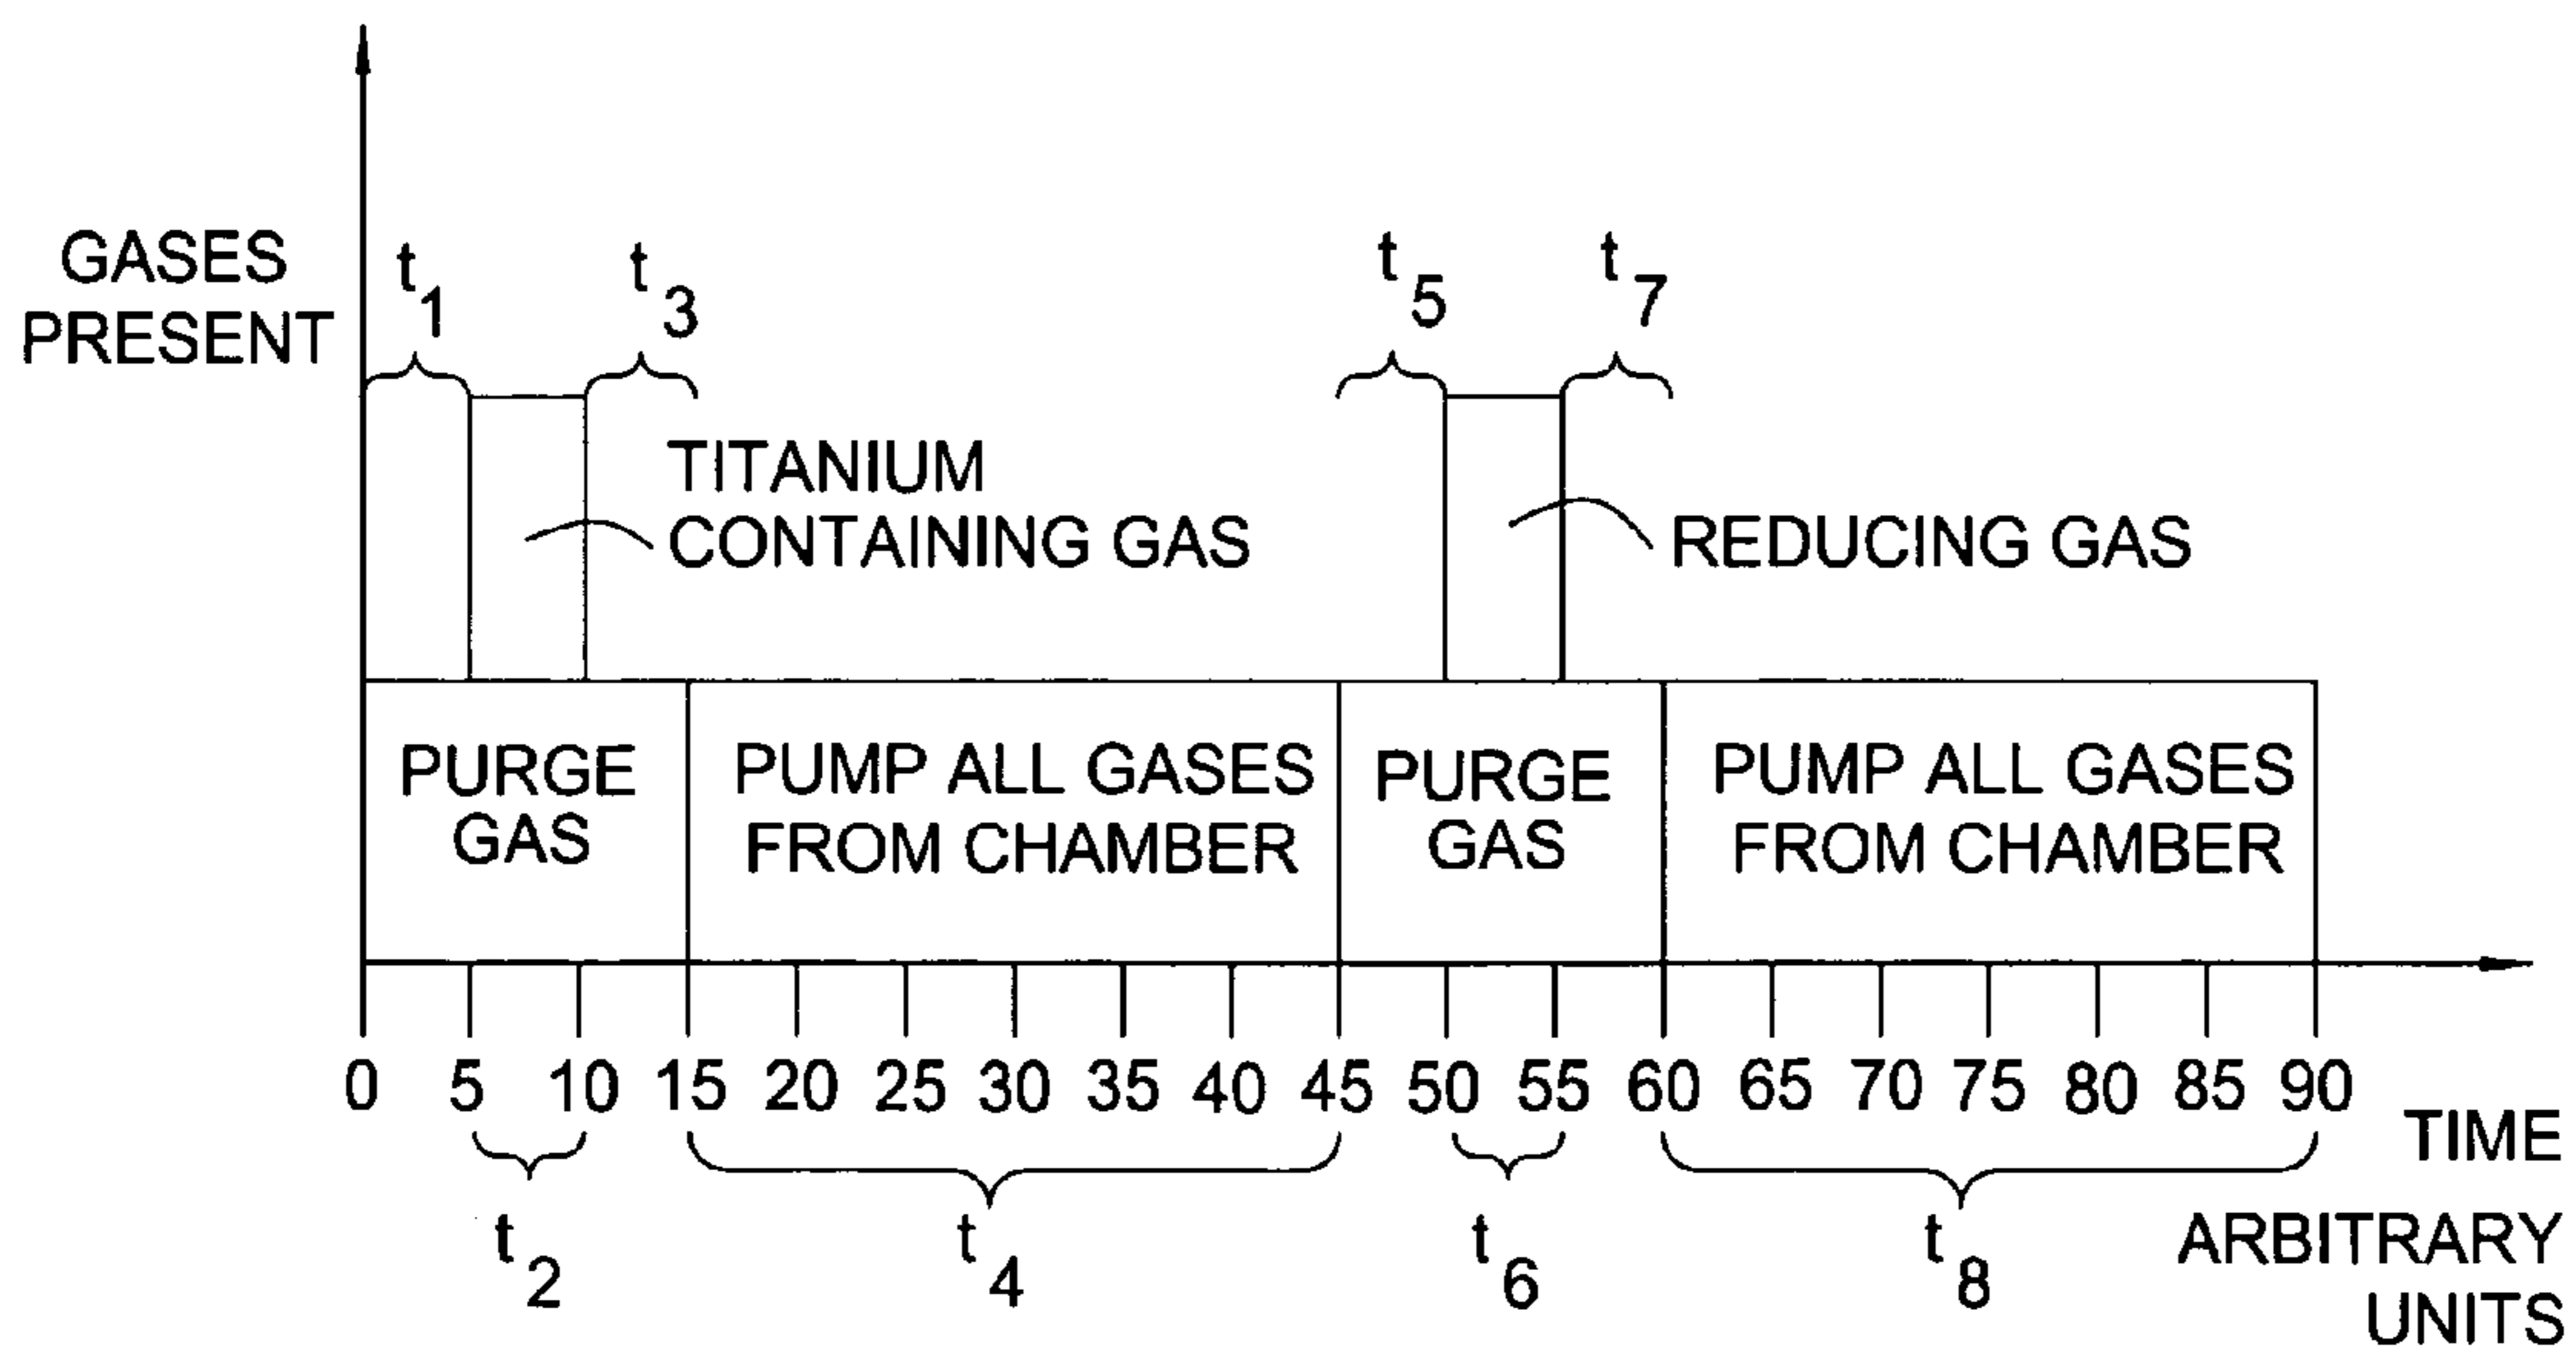 GASES
PRESENT
t1
t3
t5
t7
TITANIUM
CONTAINING GAS
REDUCING GAS
PURGE
GAS
PUMP ALL GASES
FROM CHAMBER
PURGE
GAS
PUMP ALL GASES
FROM CHAMBER
0 5 10 15 20 25 30 35 40 45 50 55 60 65 70 75 80 85 90
TIME
ARBITRARY
UNITS
t2
t4
t6
t8